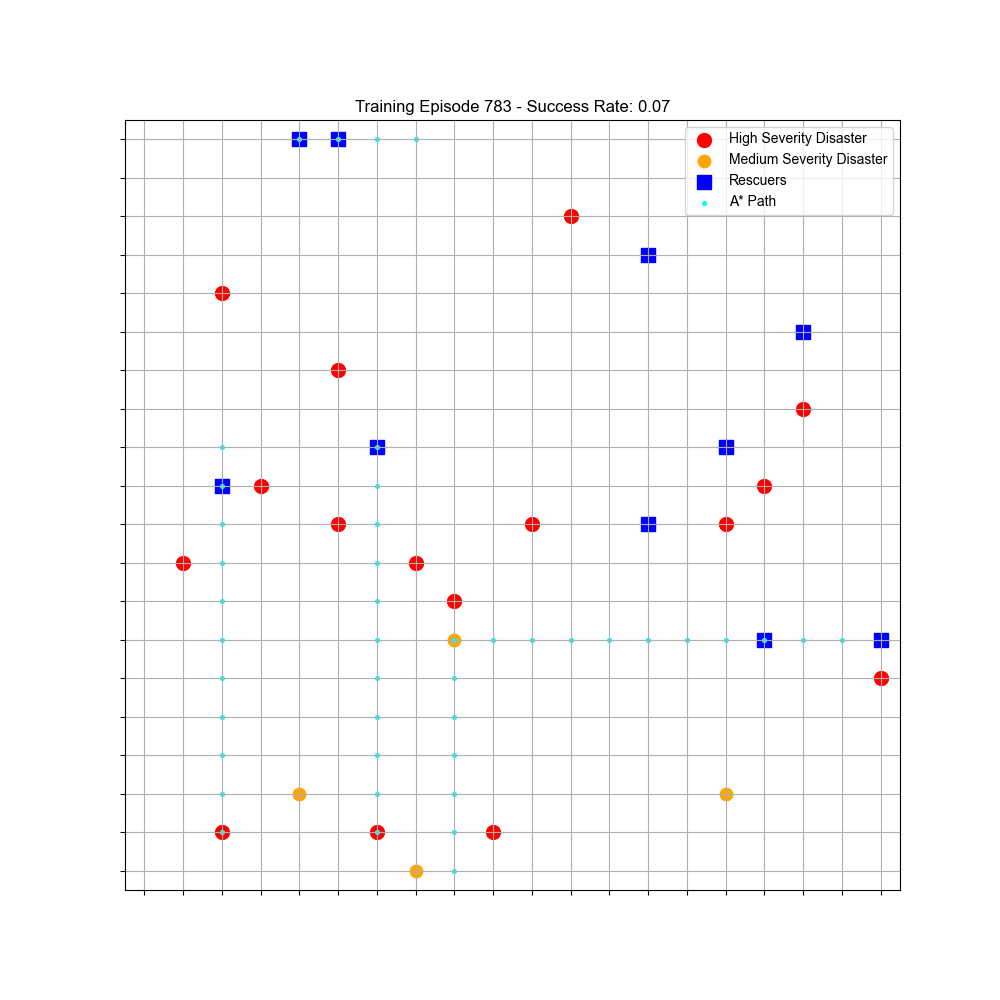 Training Episode 783 - Success Rate: 0.07
High Severity Disaster
Medium Severity Disaster
Rescuers
A* Path